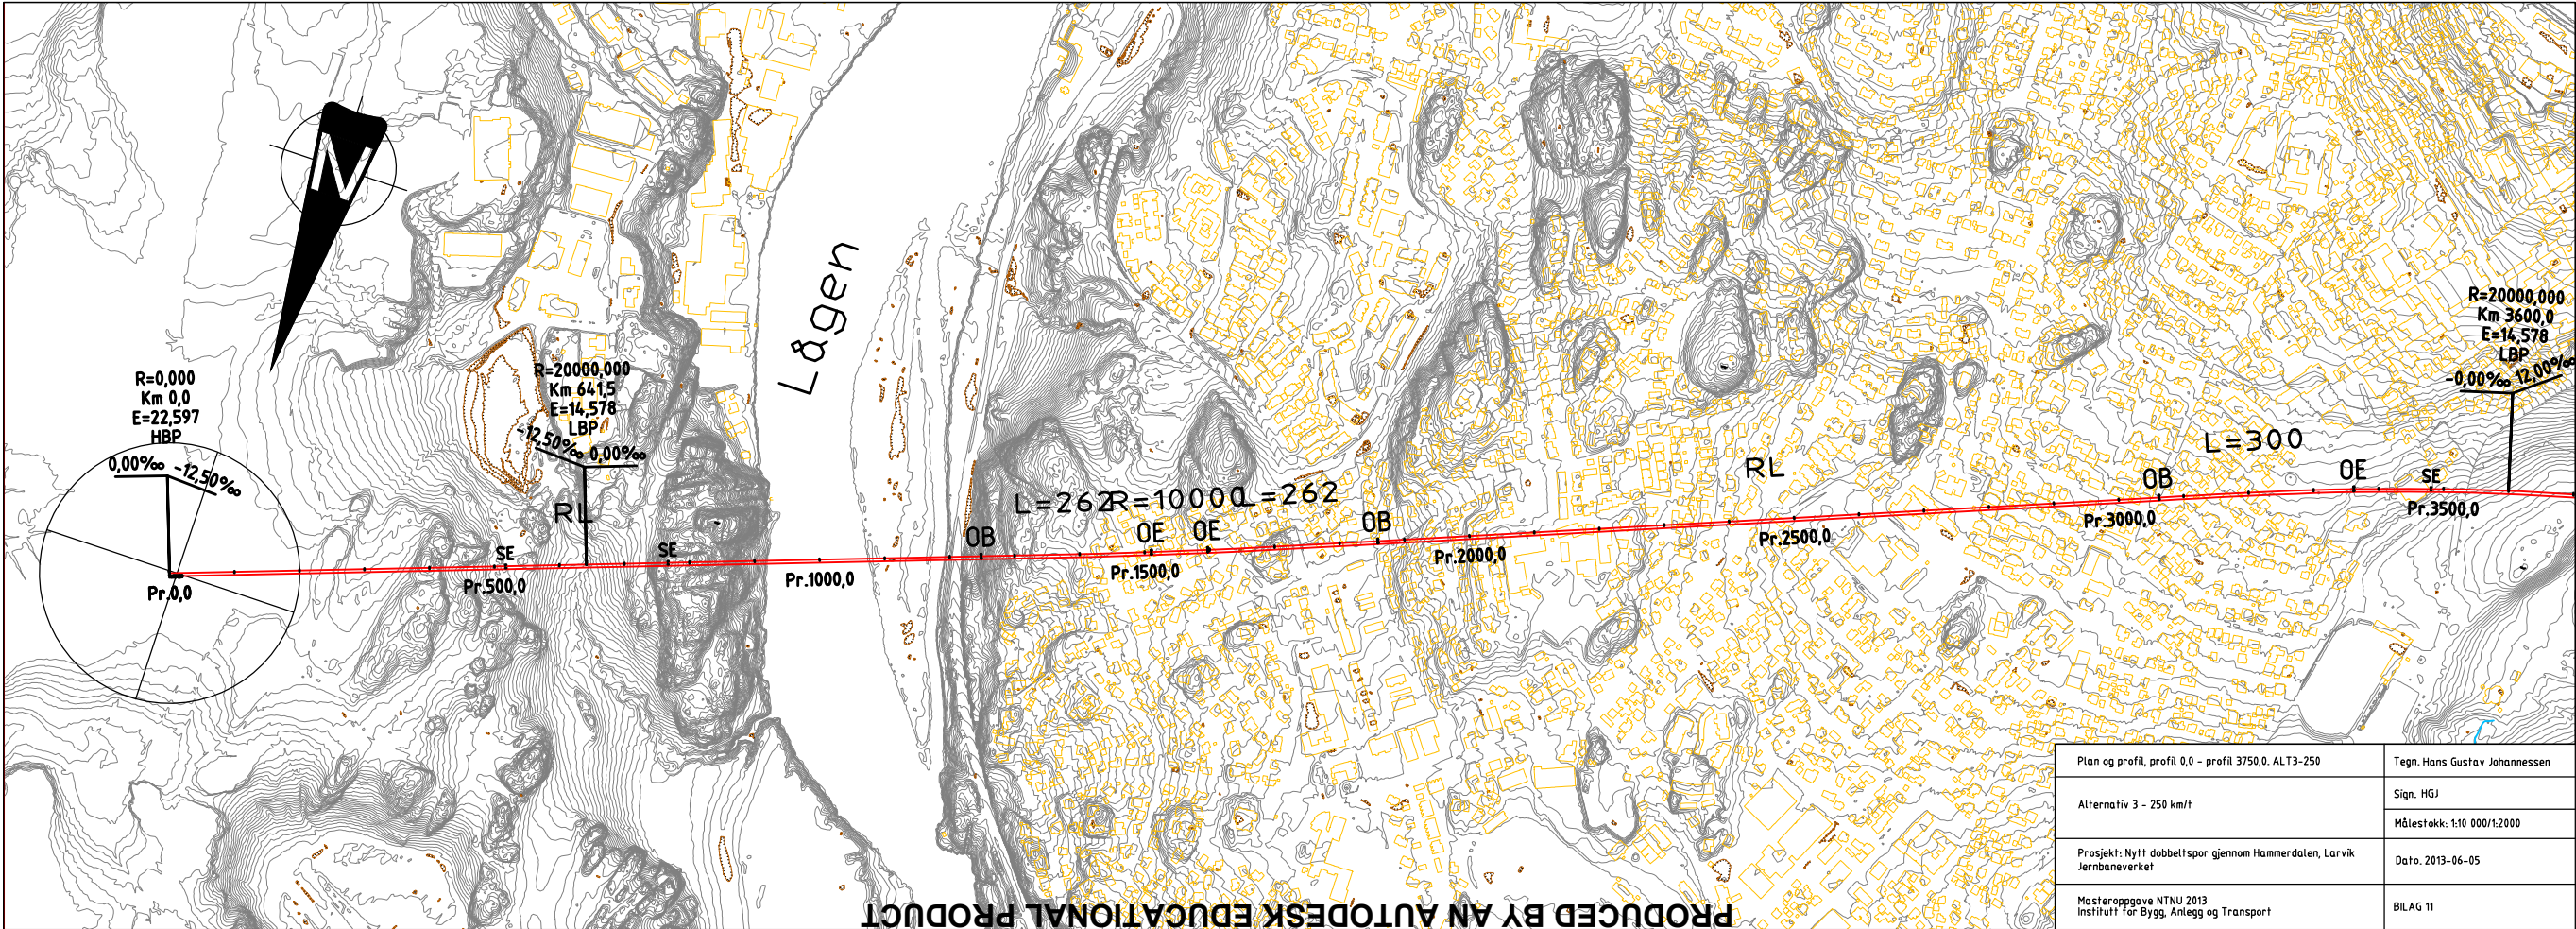 N
Lågen
R=0,000
Km 0,0
E=22,597
HBP
0,00‰ -12,50‰
Pr.0,0
R=20000,000
Km 641,5
E=14,578
LBP
-12,50‰ 0,00‰
RL
SE
Pr.500,0
SE
Pr.1000,0
OB
L=262 R=10000 L=262
OE
OE
Pr.1500,0
OB
Pr.2000,0
RL
Pr.2500,0
OB
Pr.3000,0
L=300
OE
SE
Pr.3500,0
R=20000,000
Km 3600,0
E=14,578
LBP
-0,00‰ 12,00‰
Plan og profil, profil 0,0 - profil 3750,0. ALT3-250
Tegn. Hans Gustav Johannessen
Alternativ 3 - 250 km/t
Sign. HGJ
Målestokk: 1:10 000/1:2000
Prosjekt: Nytt dobbeltspor gjennom Hammerdalen, Larvik
Jernbaneverket
Dato. 2013-06-05
Masteroppgave NTNU 2013
Institutt for Bygg, Anlegg og Transport
BILAG 11
PRODUCED BY AN AUTODESK EDUCATIONAL PRODUCT